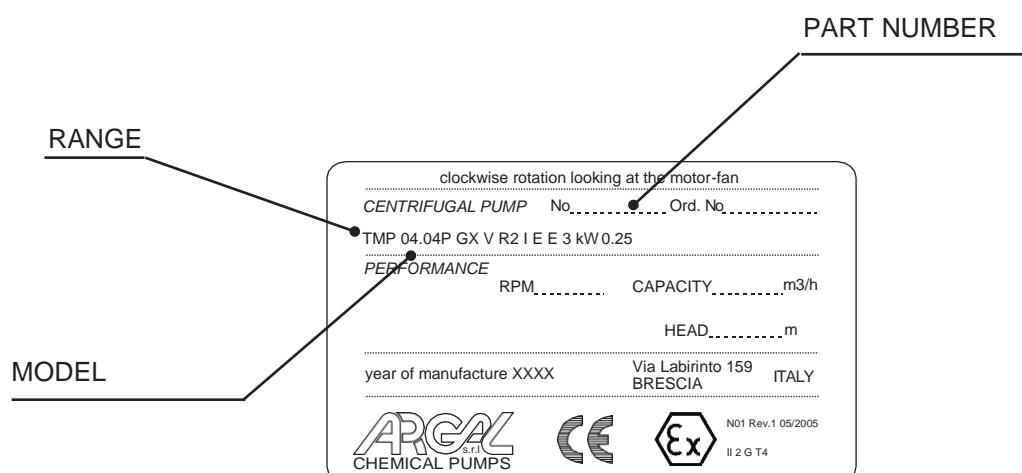 PART NUMBER
RANGE
clockwise rotation looking at the motor-fan
CENTRIFUGAL PUMP No Ord. No
TMP 04.04P GX V R2 I E E 3 kW 0.25
PERFORMANCE
RPM CAPACITY m3/h
HEAD m
MODEL
year of manufacture XXXX
Via Labirinto 159
BRESCIA
ITALY
ARGAL
s.r.l
CHEMICAL PUMPS
CE
Ex
N01 Rev.1 05/2005
II 2 G T4